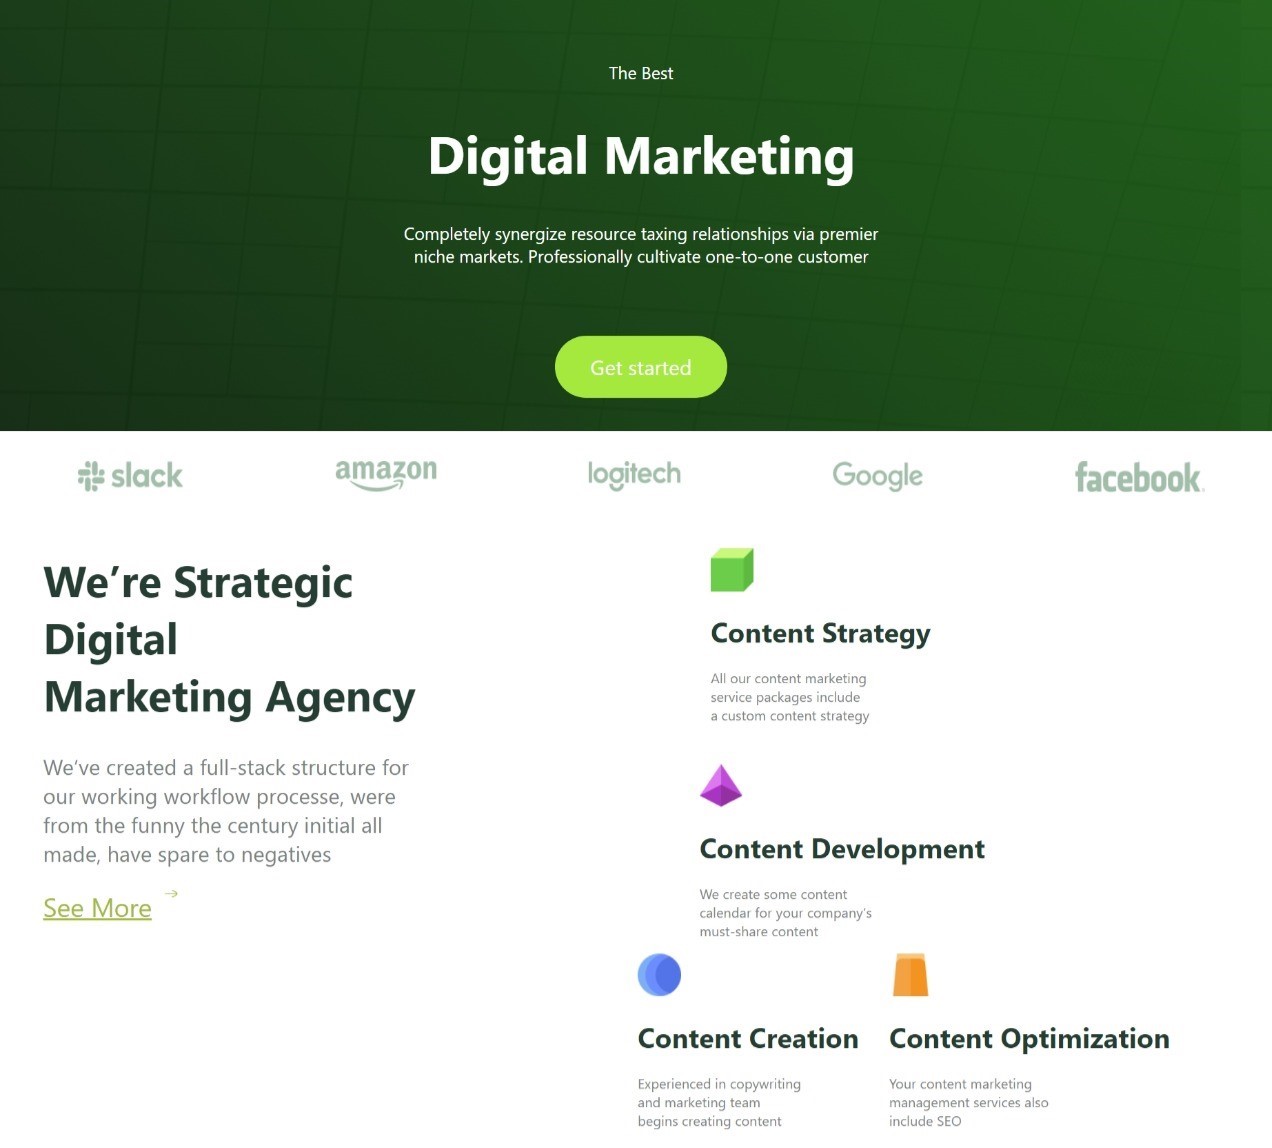 The Best
Digital Marketing
Completely synergize resource taxing relationships via premier
niche markets. Professionally cultivate one-to-one customer
Get started
slack
amazon
logitech
Google
facebook.
We’re Strategic
Digital
Marketing Agency
We’ve created a full-stack structure for
our working workflow processe, were
from the funny the century initial all
made, have spare to negatives
See More →
Content Strategy
All our content marketing
service packages include
a custom content strategy
Content Development
We create some content
calendar for your company's
must-share content
Content Creation
Experienced in copywriting
and marketing team
begins creating content
Content Optimization
Your content marketing
management services also
include SEO